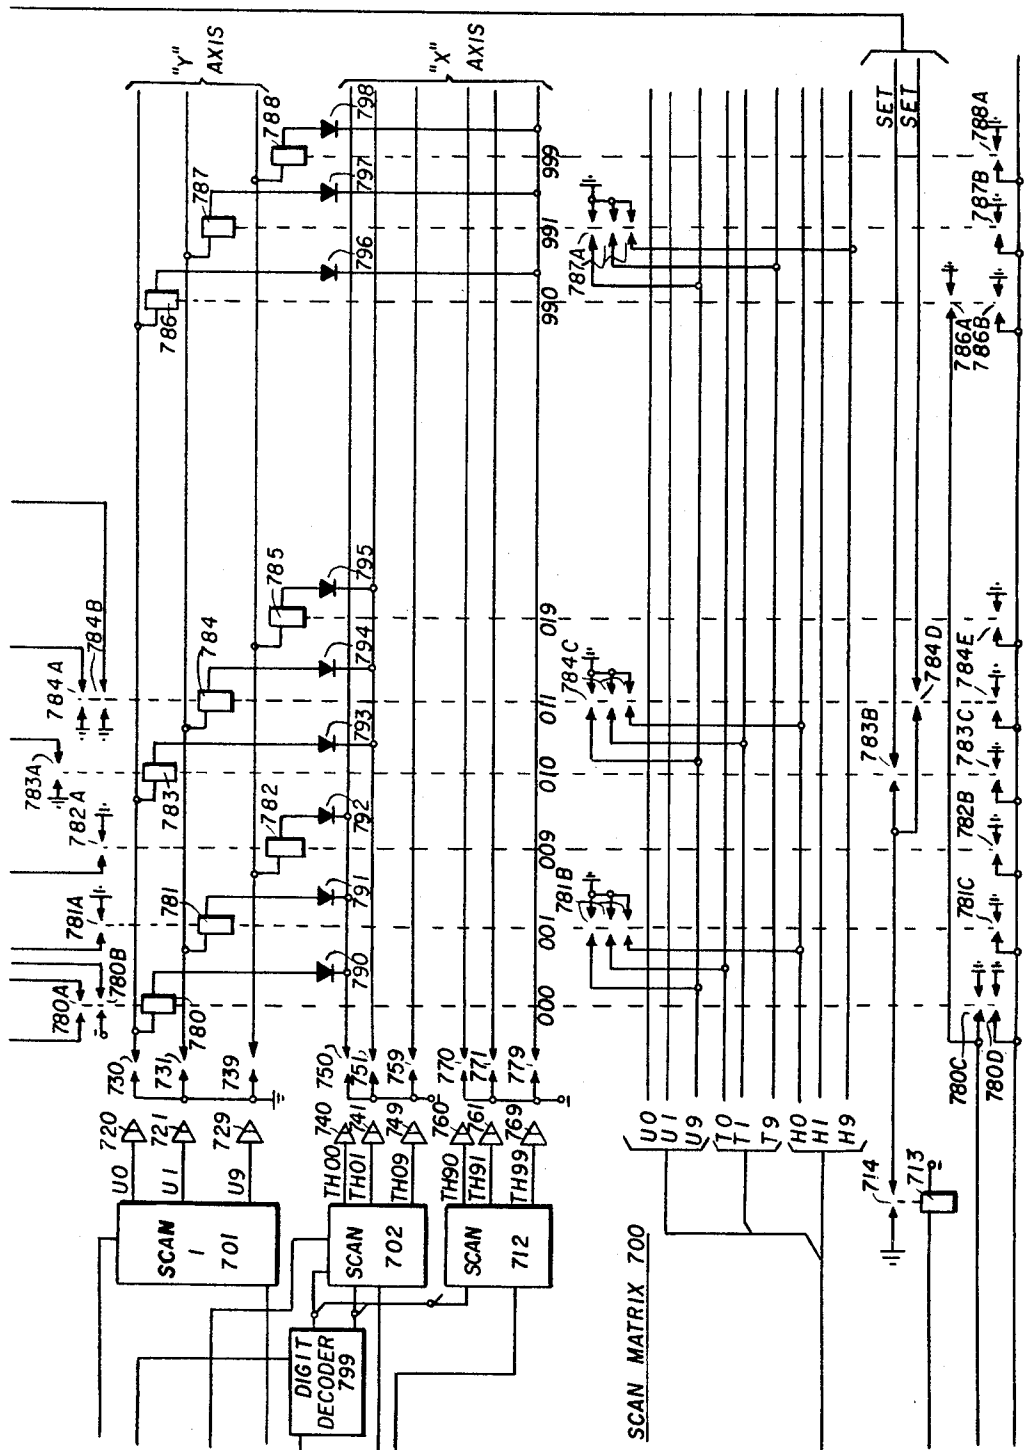 "Y" AXIS
"X" AXIS
788
798
787
797
796
786
999
991
990
787A
SET
SET
788A
787B
786A
786B
784B
784A
783A
782A
781A
780B
780A
785
795
784
794
793
783
782
792
781
791
790
780
019
011
010
009
001
000
784C
781B
783B
784D
784E
783C
782B
781C
780C
780D
730
731
739
750
751
759
770
771
779
720
721
729
740
741
749
760
761
769
U0
U1
U9
TH00
TH01
TH09
TH90
TH91
TH99
U0
U1
U9
T0
T1
T9
H0
H1
H9
714
713
SCAN
1
701
SCAN
702
SCAN
712
DIGIT
DECODER
799
SCAN MATRIX 700